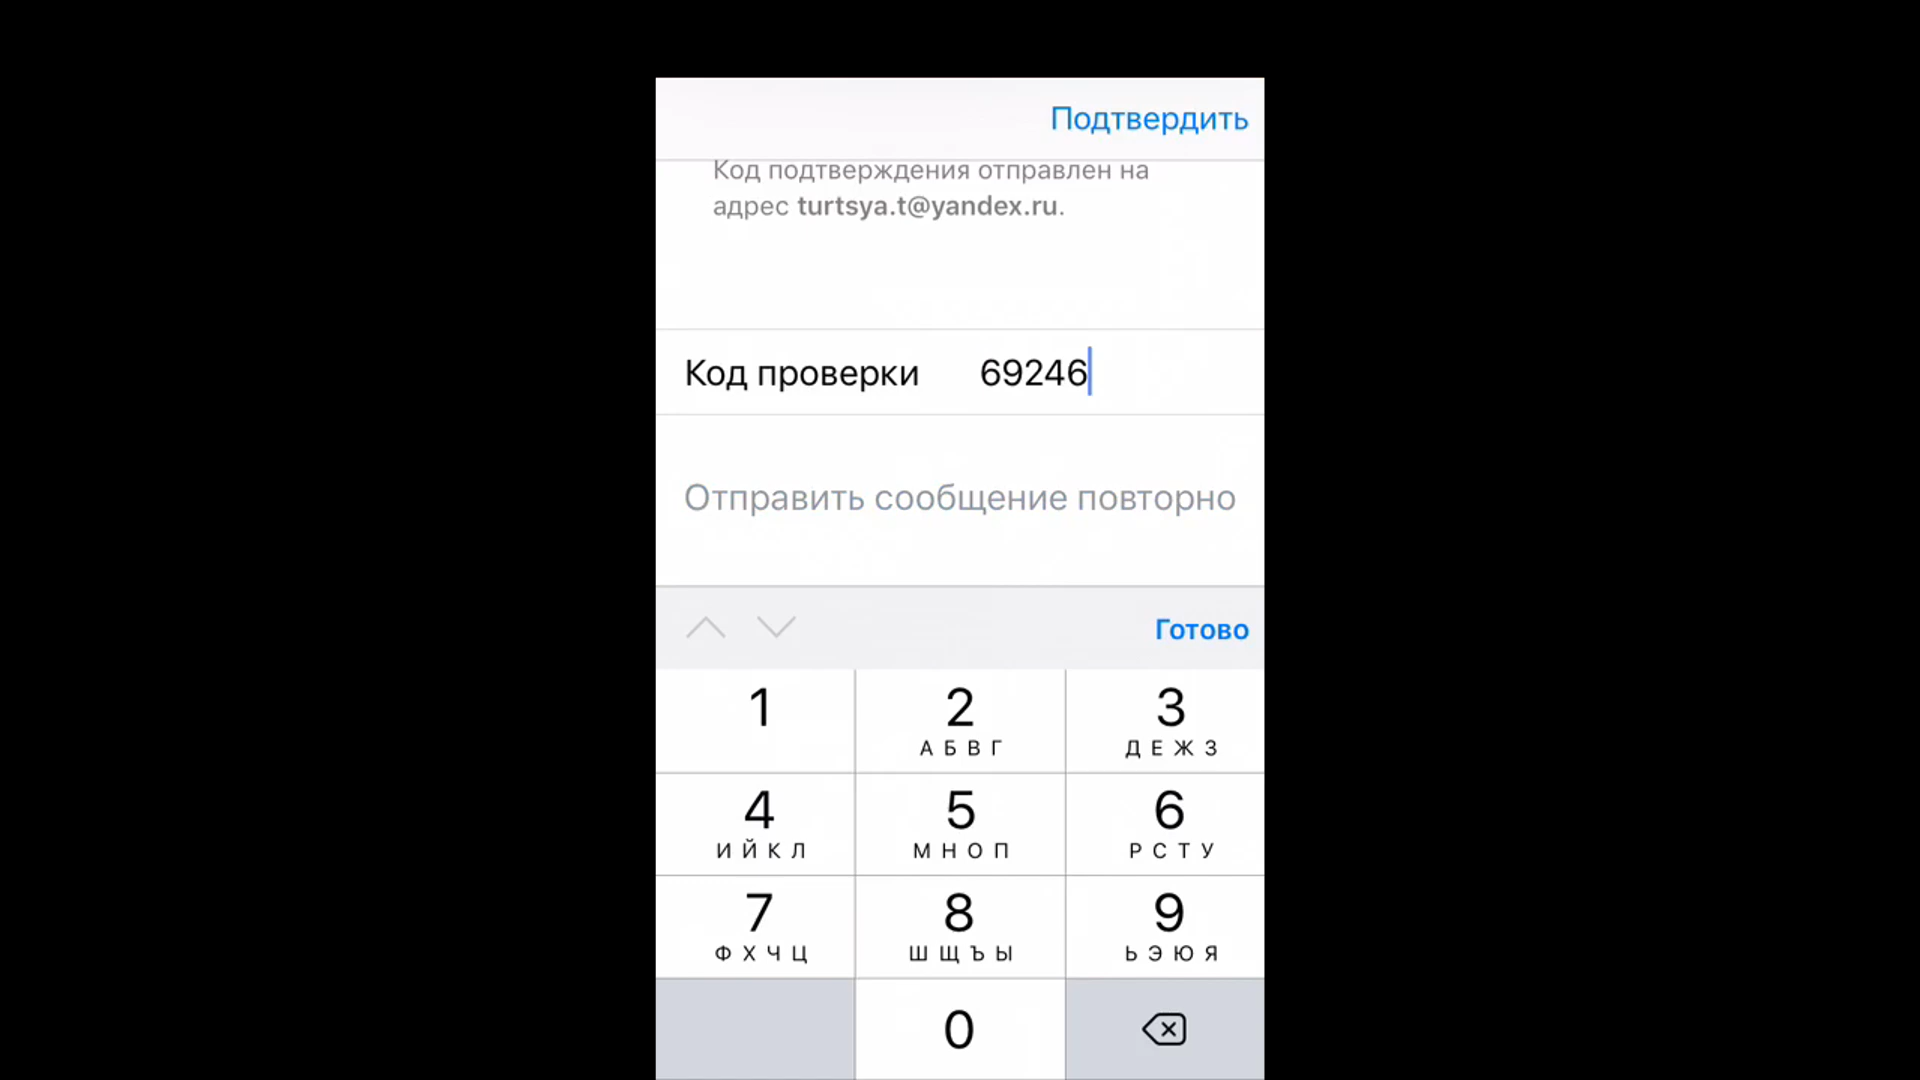 Подтвердить
Код подтверждения отправлен на
адрес turtsya.t@yandex.ru.
Код проверки 69246
Отправить сообщение повторно
Готово
1 2 3
А Б В Г Д Е Ж З
4 5 6
И Й К Л М Н О П Р С Т У
7 8 9
Ф Х Ч Ц Ш Щ Ъ Ы Ь Э Ю Я
0